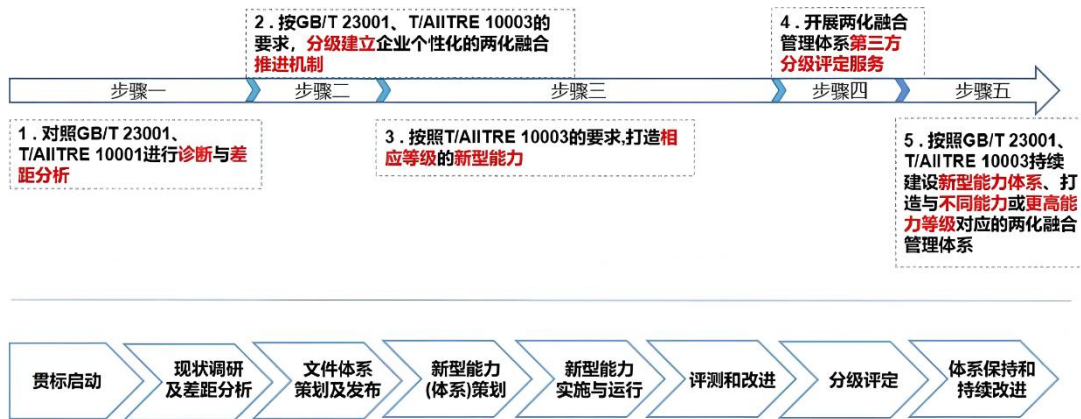 2 . 按GB/T 23001、T/AIITRE 10003的
要求，分级建立企业个性化的两化融合
推进机制
4 . 开展两化融合
管理体系第三方
分级评定服务
步骤一
步骤二
步骤三
步骤四
步骤五
1 . 对照GB/T 23001、
T/AIITRE 10001进行诊断与差
距分析
3 . 按照T/AIITRE 10003的要求,打造相
应等级的新型能力
5 . 按照GB/T 23001、
T/AIITRE 10003持续
建设新型能力体系、打
造与不同能力或更高能
力等级对应的两化融合
管理体系
贯标启动
现状调研
及差距分析
文件体系
策划及发布
新型能力
(体系)策划
新型能力
实施与运行
评测和改进
分级评定
体系保持和
持续改进